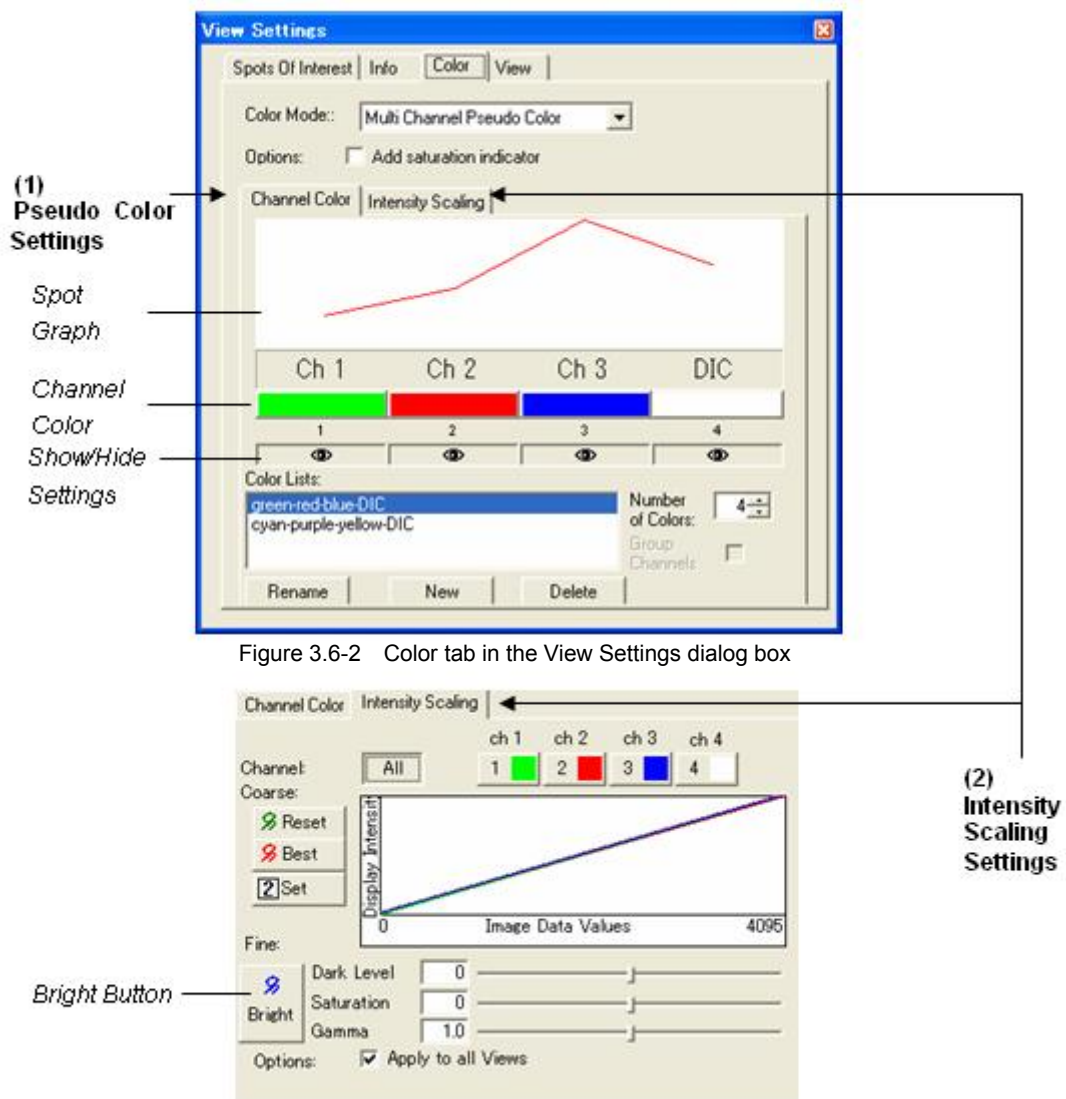 View Settings
Spots Of Interest Info Color View
Color Mode:: Multi Channel Pseudo Color
Options: Add saturation indicator
(1)
Pseudo Color
Settings
Channel Color Intensity Scaling
Spot
Graph
Ch 1 Ch 2 Ch 3 DIC
Channel
Color
1 2 3 4
Show/Hide
Settings
Color Lists:
green-red-blue-DIC
cyan-purple-yellow-DIC
Number
of Colors: 4
Group
Channels
Rename New Delete
Figure 3.6-2 Color tab in the View Settings dialog box
Channel Color Intensity Scaling
ch 1 ch 2 ch 3 ch 4
Channel: All 1 2 3 4
Coarse:
Reset
Best
2 Set
Display Intensit
0 Image Data Values 4095
(2)
Intensity
Scaling
Settings
Fine:
Bright Button
Bright
Dark Level 0
Saturation 0
Gamma 1.0
Options: Apply to all Views